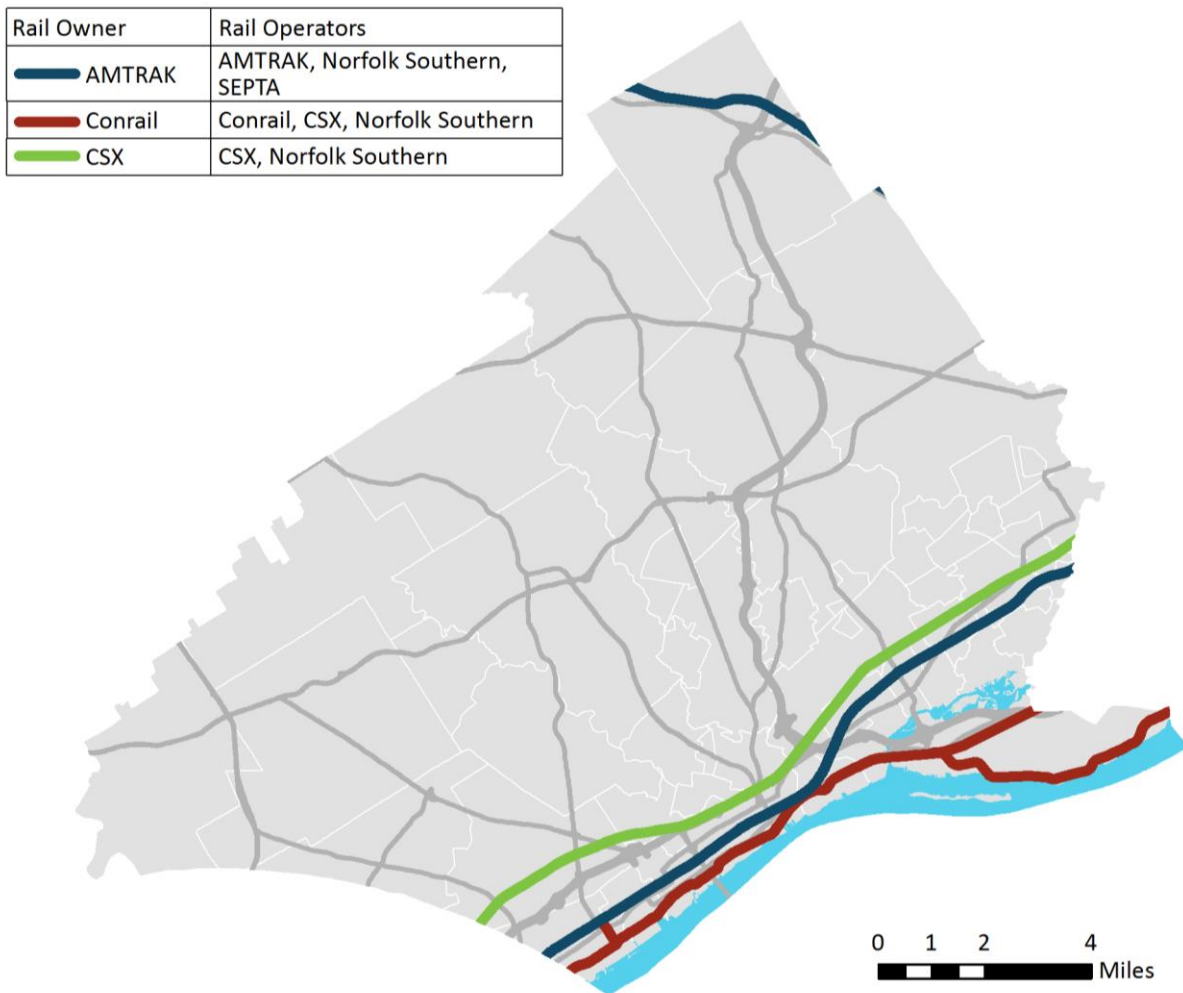 Rail Owner Rail Operators
AMTRAK AMTRAK, Norfolk Southern,
SEPTA
Conrail Conrail, CSX, Norfolk Southern
CSX CSX, Norfolk Southern
0 1 2 4
Miles